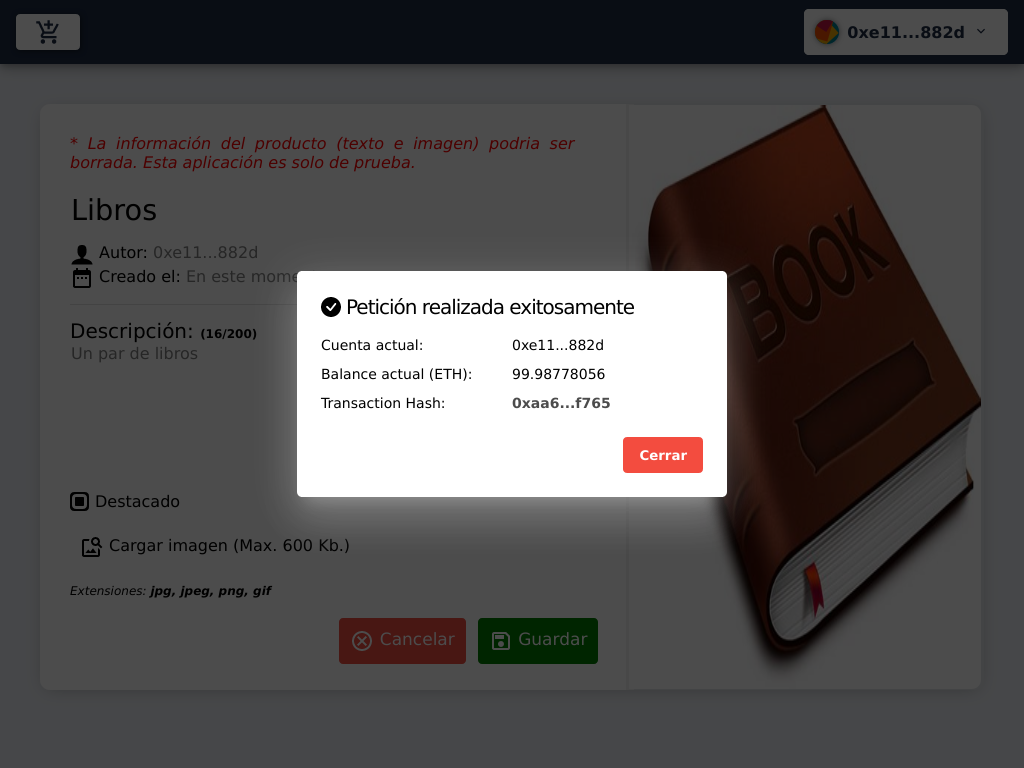 0xe11...882d
* La información del producto (texto e imagen) podria ser
borrada. Esta aplicación es solo de prueba.
Libros
Autor: 0xe11...882d
Creado el: En este mome
Descripción: (16/200)
Un par de libros
BOOK
Petición realizada exitosamente
Cuenta actual: 0xe11...882d
Balance actual (ETH): 99.98778056
Transaction Hash: 0xaa6...f765
Cerrar
Destacado
Cargar imagen (Max. 600 Kb.)
Extensiones: jpg, jpeg, png, gif
Cancelar
Guardar